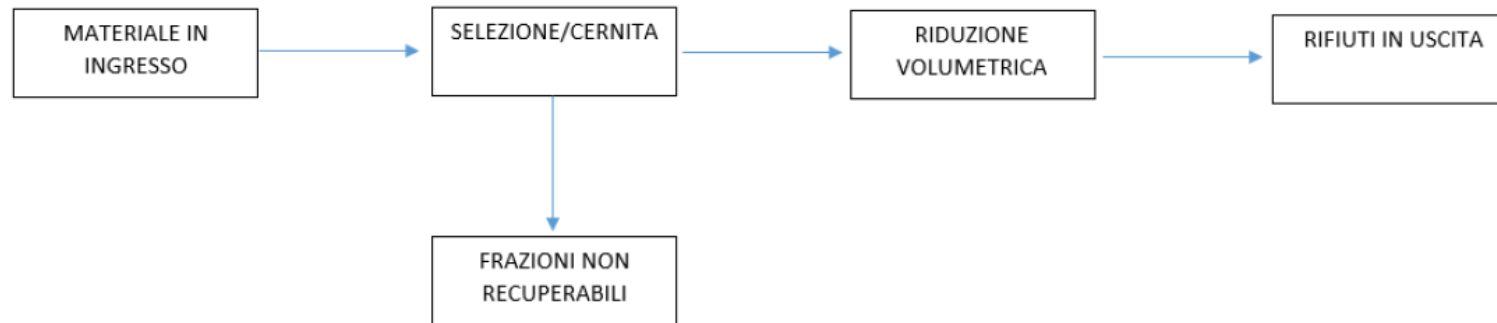 MATERIALE IN
INGRESSO
SELEZIONE/CERNITA
RIDUZIONE
VOLUMETRICA
RIFIUTI IN USCITA
FRAZIONI NON
RECUPERABILI